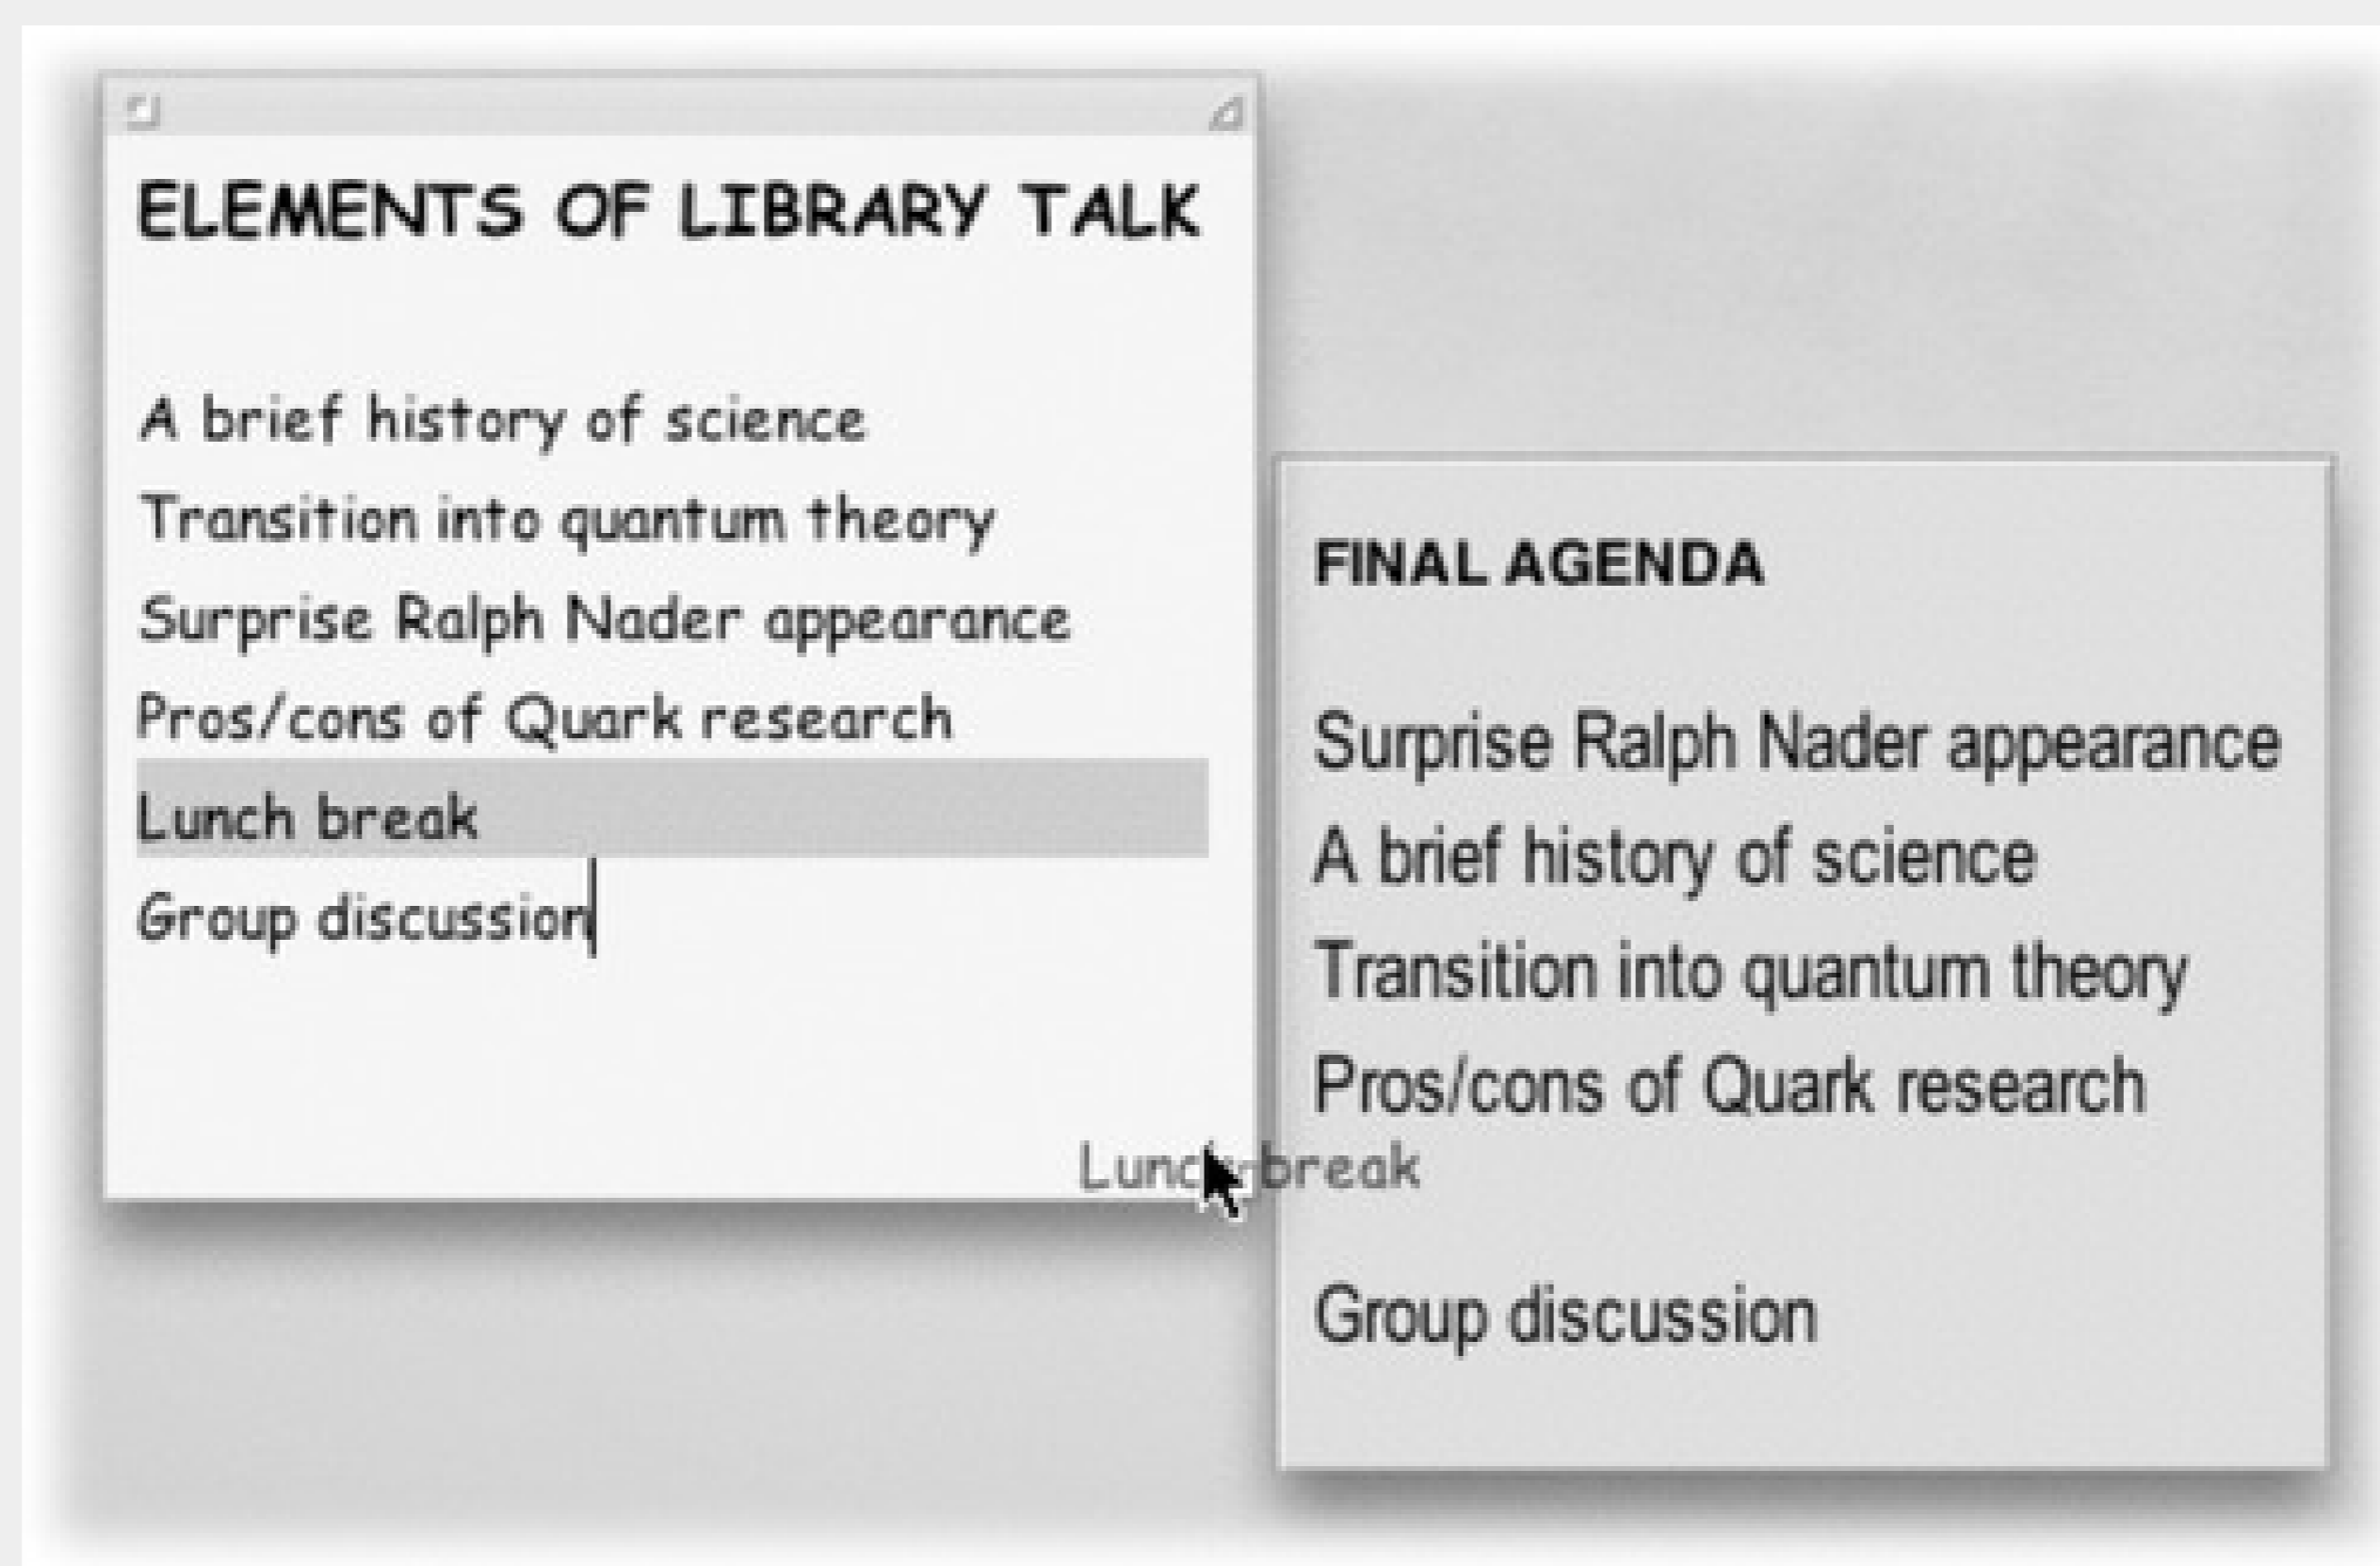 ELEMENTS OF LIBRARY TALK
A brief history of science
Transition into quantum theory
Surprise Ralph Nader appearance
Pros/cons of Quark research
Lunch break
Group discussion
Lunch break
FINAL AGENDA
Surprise Ralph Nader appearance
A brief history of science
Transition into quantum theory
Pros/cons of Quark research
Group discussion